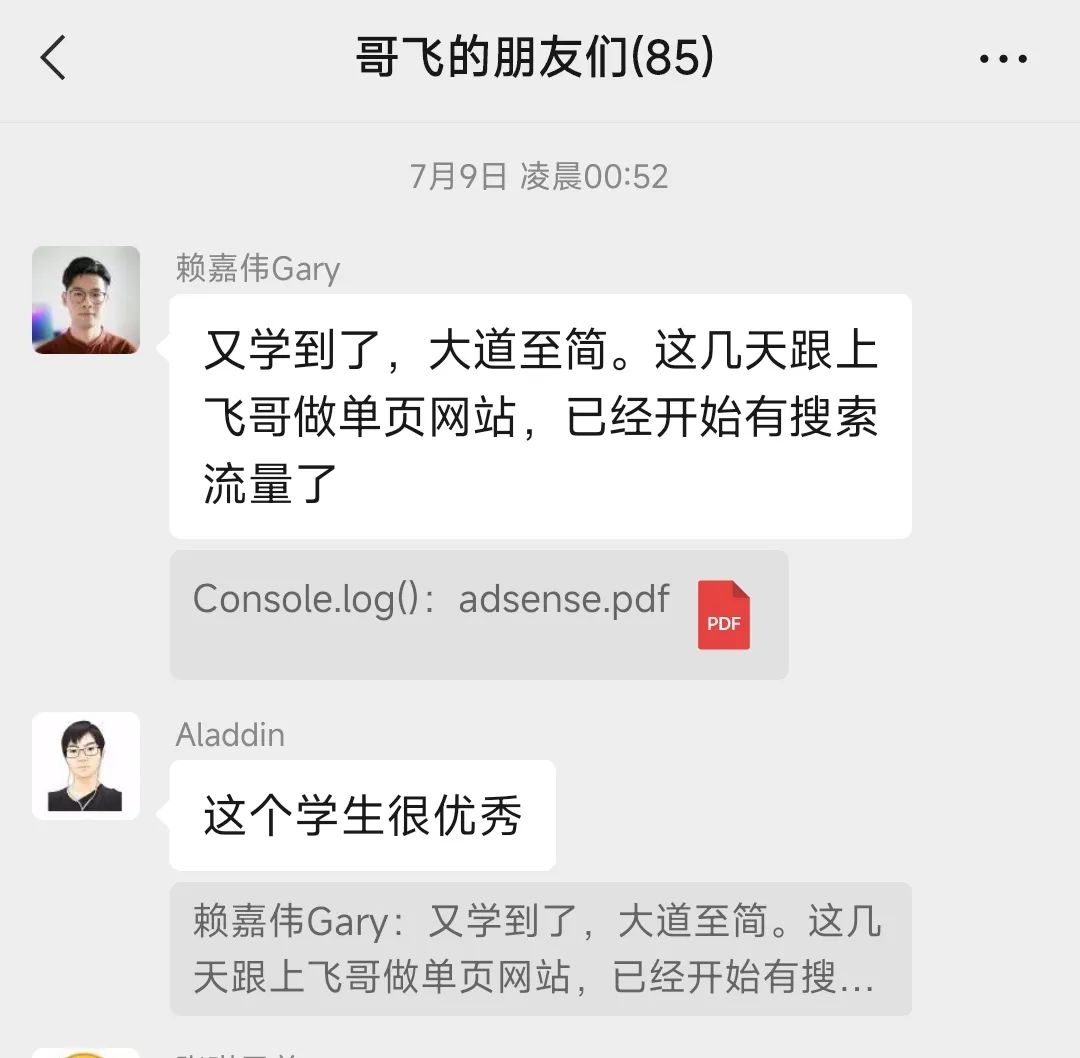 哥飞的朋友们(85)
7月9日 凌晨00:52
赖嘉伟Gary
又学到了，大道至简。这几天跟上
飞哥做单页网站，已经开始有搜索
流量了
Console.log()：adsense.pdf
PDF
Aladdin
这个学生很优秀
赖嘉伟Gary：又学到了，大道至简。这几
天跟上飞哥做单页网站，已经开始有搜...